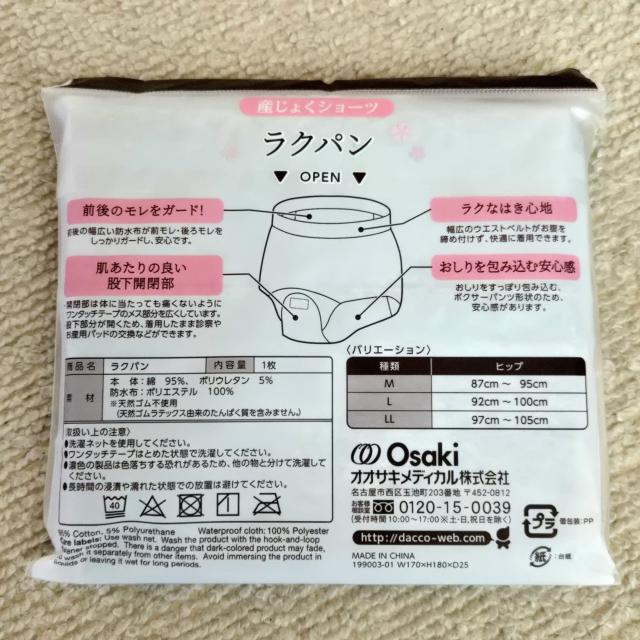 産じょくショーツ
ラクパン
▼ OPEN ▼
前後のモレをガード!
前後の幅広い防水布が前モレ・後ろモレを
しっかりガードし、安心です。
ラクなはき心地
幅広のウエストベルトがお腹を
締め付けず、快適に着用できます。
肌あたりの良い
股下開閉部
開閉部は体に当たっても痛くないように
ワンタッチテープのメス部分を広くしています。
股下部分が開くため、着用したまま診察や
お産用パッドの交換などができます。
おしりを包み込む安心感
おしりをすっぽり包み込む、
ボクサーパンツ形状のため、
安心感があります。
商品名 ラクパン 内容量 1枚
素材 本 体:綿 95%、ポリウレタン 5%
防水布:ポリエステル 100%
※天然ゴム不使用
(天然ゴムラテックス由来のたんぱく質を含みません。)
〈バリエーション〉
種類 ヒップ
M 87cm 〜 95cm
L 92cm 〜 100cm
LL 97cm 〜 105cm
〈取扱い上の注意〉
●洗濯ネットを使用してください。
●ワンタッチテープはとめた状態で洗濯してください。
●濃色の製品は色落ちする恐れがあるため、他の物と分けて洗濯して
ください。
●長時間の浸漬や濡れた状態での放置は避けてください。
40
Osaki
オオサキメディカル株式会社
名古屋市西区玉池町203番地 〒452-0812
お客様相談室 0120-15-0039
(受付時間 10:00〜17:00 ※土・日、祝日を除く)
http://dacco-web.com/
プラ 個包装:PP
紙 :台紙
MADE IN CHINA
199003-01 W170×H180×D25
95% Cotton, 5% Polyurethane Waterproof cloth: 100% Polyester
Care labels: Use wash net. Wash the product with the hook-and-loop
fastener stopped. There is a danger that dark-colored product may fade,
wash it separately from other items. Avoid immersing the product in
liquids or leaving it wet for long periods.